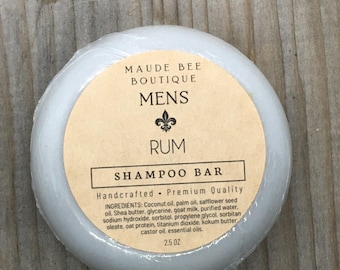 MAUDE BEE
BOUTIQUE
MENS
RUM
SHAMPOO BAR
Handcrafted • Premium Quality
INGREDIENTS: Coconut oil, palm oil, safflower seed
oil, Shea butter, glycerine, goat milk, purified water,
sodium hydroxide, sorbitol, propylene glycol, sorbitan
oleate, oat protein, titanium dioxide, kokum butter,
castor oil, essential oils.
2.5 OZ